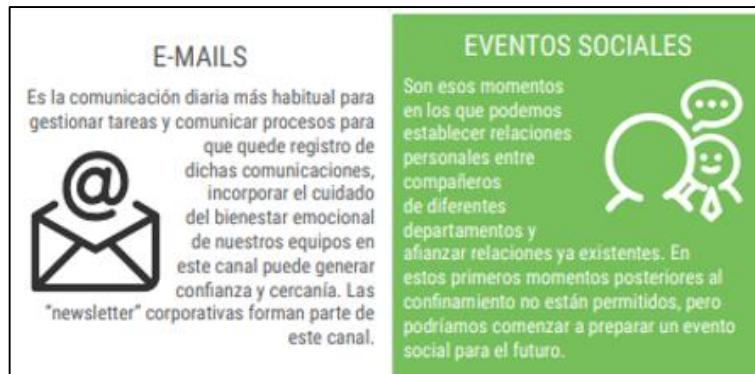 E-MAILS
Es la comunicación diaria más habitual para
gestionar tareas y comunicar procesos para
que quede registro de
dichas comunicaciones,
incorporar el cuidado
del bienestar emocional
de nuestros equipos en
este canal puede generar
confianza y cercanía. Las
"newsletter" corporativas forman parte de
este canal.
EVENTOS SOCIALES
Son esos momentos
en los que podemos
establecer relaciones
personales entre
compañeros
de diferentes
departamentos y
afianzar relaciones ya existentes. En
estos primeros momentos posteriores al
confinamiento no están permitidos, pero
podríamos comenzar a preparar un evento
social para el futuro.